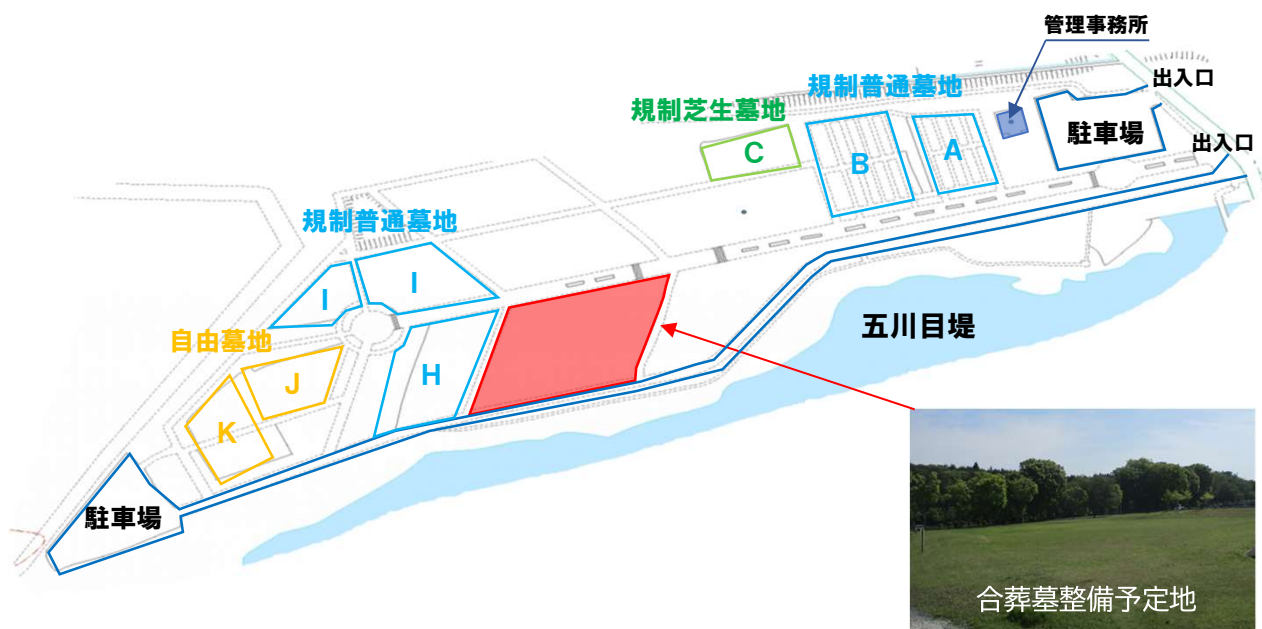 管理事務所
出入口
規制普通墓地
規制芝生墓地
駐車場
出入口
C
B
A
規制普通墓地
I
I
五川目堤
自由墓地
J
H
K
駐車場
合葬墓整備予定地